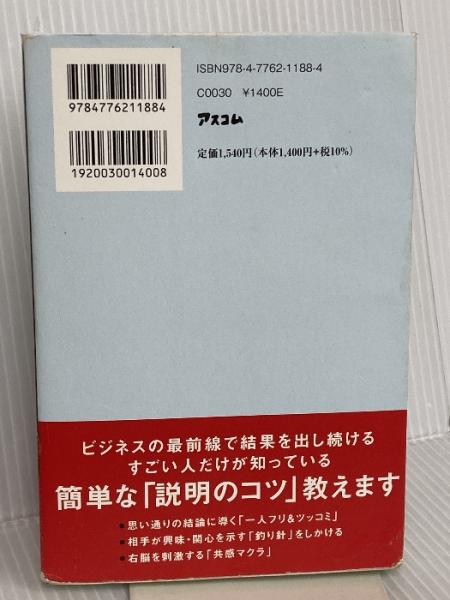 ISBN978-4-7762-1188-4
C0030 ¥1400E
アスコム
定価1,540円(本体1,400円+税10%)
9784776211884
1920030014008
ビジネスの最前線で結果を出し続ける
すごい人だけが知っている
簡単な「説明のコツ」教えます
●思い通りの結論に導く「一人フリ&ツッコミ」
●相手が興味・関心を示す「釣り針」をしかける
●右脳を刺激する「共感マクラ」